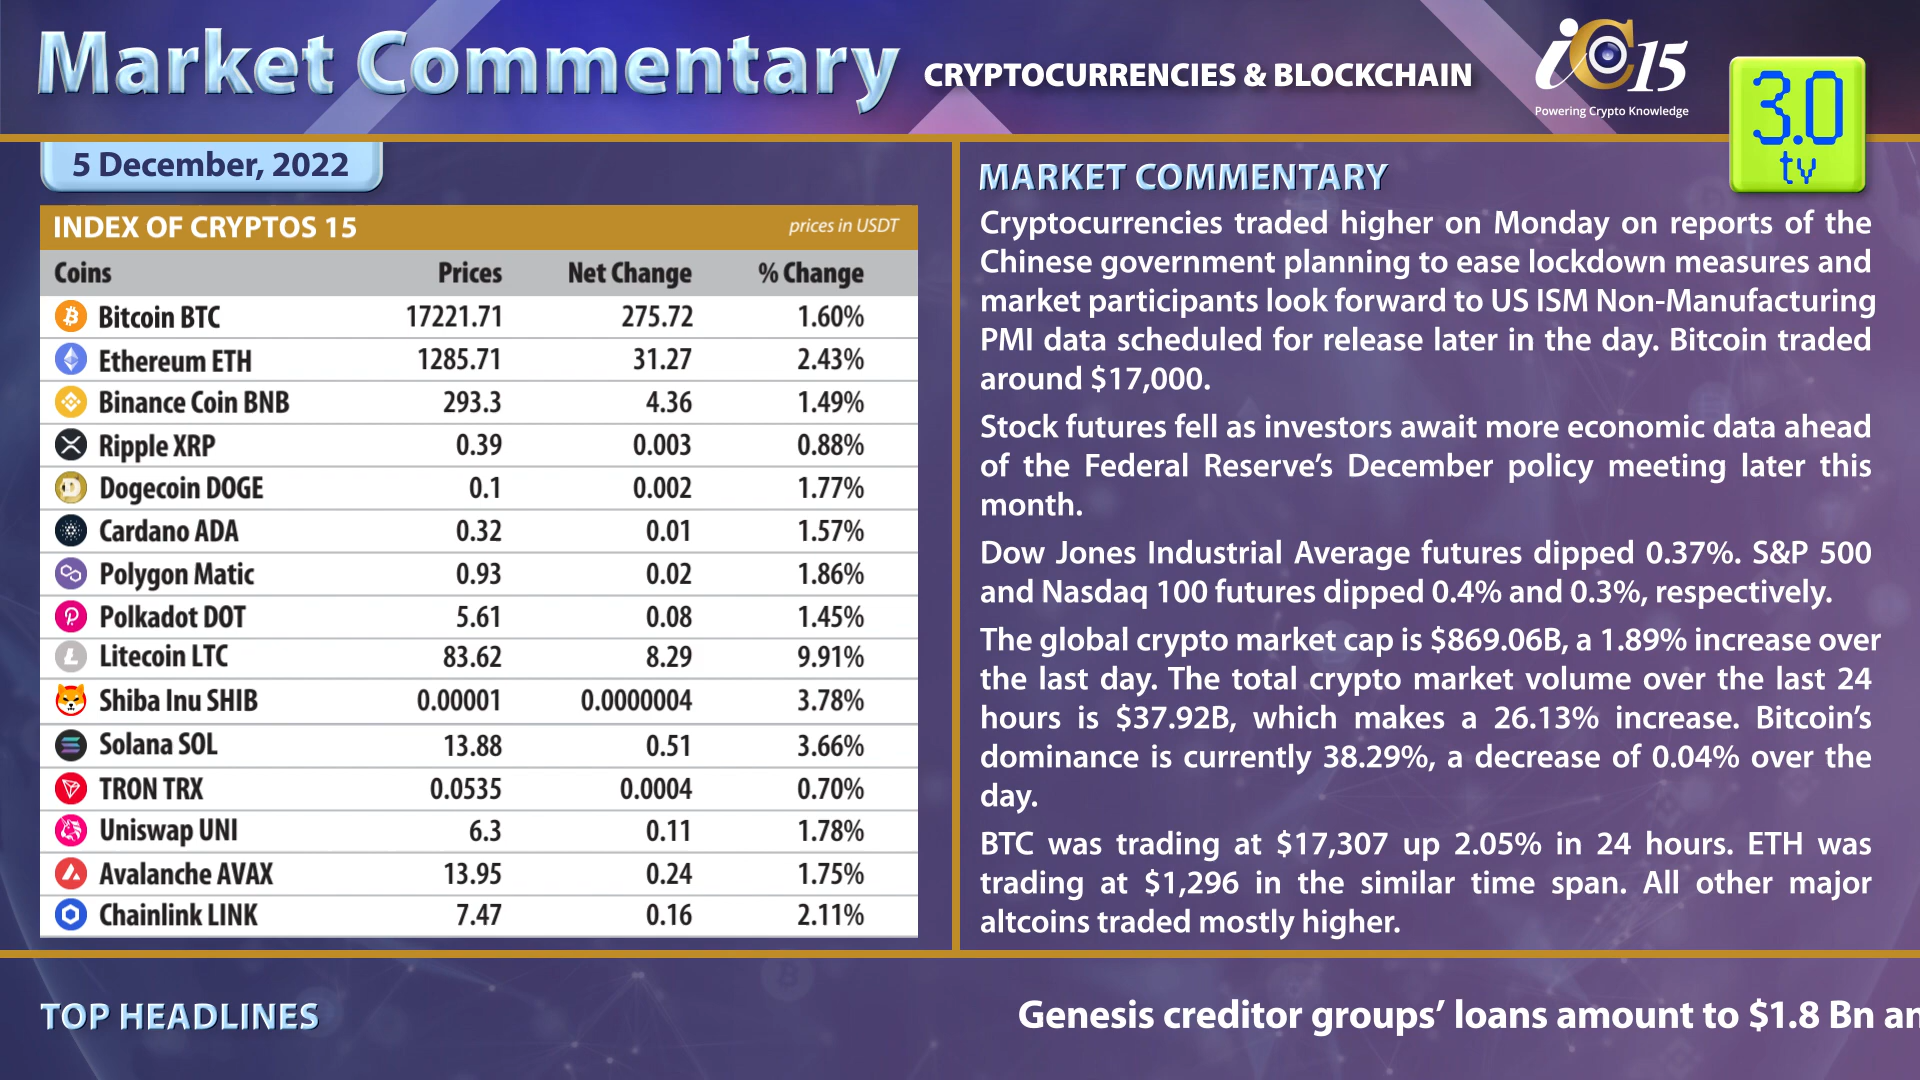 Market Commentary CRYPTOCURRENCIES & BLOCKCHAIN
iC15
Powering Crypto Knowledge
3.0
tv
5 December, 2022
INDEX OF CRYPTOS 15 prices in USDT
Coins Prices Net Change % Change
Bitcoin BTC 17221.71 275.72 1.60%
Ethereum ETH 1285.71 31.27 2.43%
Binance Coin BNB 293.3 4.36 1.49%
Ripple XRP 0.39 0.003 0.88%
Dogecoin DOGE 0.1 0.002 1.77%
Cardano ADA 0.32 0.01 1.57%
Polygon Matic 0.93 0.02 1.86%
Polkadot DOT 5.61 0.08 1.45%
Litecoin LTC 83.62 8.29 9.91%
Shiba Inu SHIB 0.00001 0.0000004 3.78%
Solana SOL 13.88 0.51 3.66%
TRON TRX 0.0535 0.0004 0.70%
Uniswap UNI 6.3 0.11 1.78%
Avalanche AVAX 13.95 0.24 1.75%
Chainlink LINK 7.47 0.16 2.11%
MARKET COMMENTARY
Cryptocurrencies traded higher on Monday on reports of the
Chinese government planning to ease lockdown measures and
market participants look forward to US ISM Non-Manufacturing
PMI data scheduled for release later in the day. Bitcoin traded
around $17,000.
Stock futures fell as investors await more economic data ahead
of the Federal Reserve’s December policy meeting later this
month.
Dow Jones Industrial Average futures dipped 0.37%. S&P 500
and Nasdaq 100 futures dipped 0.4% and 0.3%, respectively.
The global crypto market cap is $869.06B, a 1.89% increase over
the last day. The total crypto market volume over the last 24
hours is $37.92B, which makes a 26.13% increase. Bitcoin’s
dominance is currently 38.29%, a decrease of 0.04% over the
day.
BTC was trading at $17,307 up 2.05% in 24 hours. ETH was
trading at $1,296 in the similar time span. All other major
altcoins traded mostly higher.
TOP HEADLINES
Genesis creditor groups’ loans amount to $1.8 Bn an